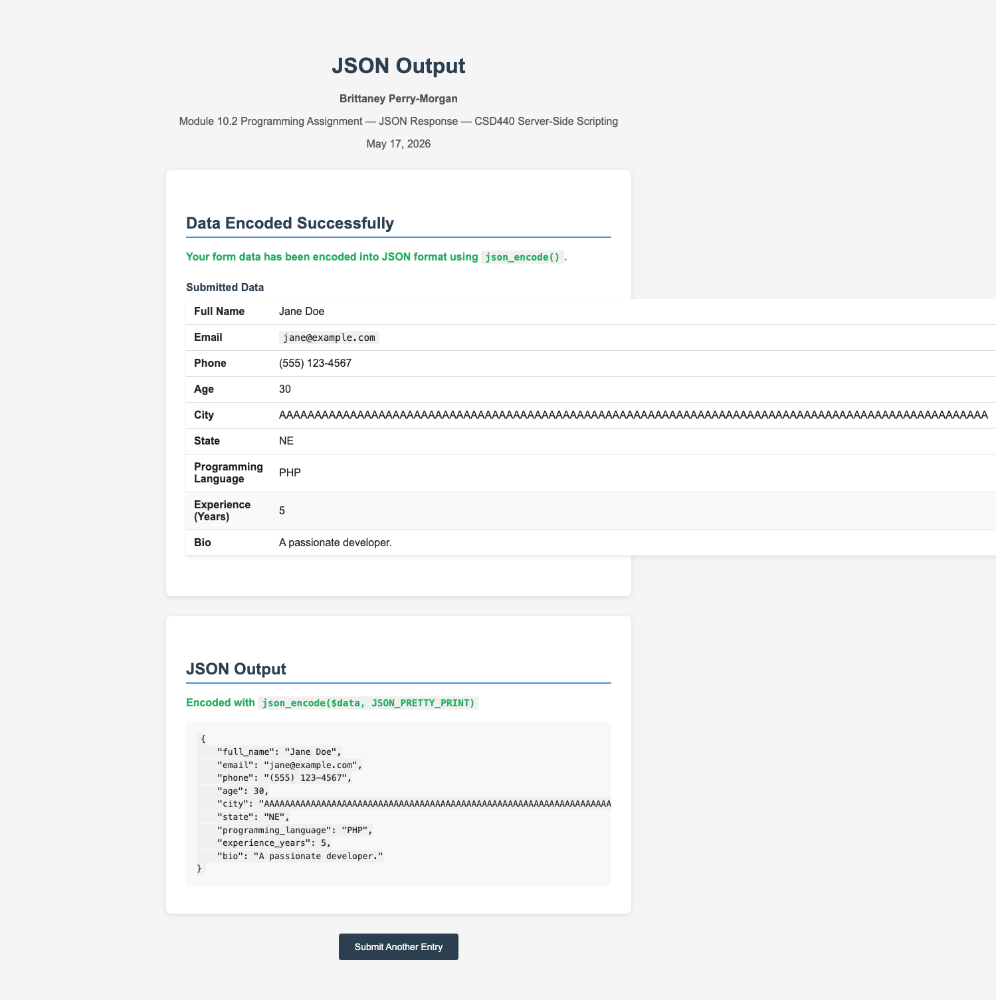 JSON Output
Brittaney Perry-Morgan
Module 10.2 Programming Assignment — JSON Response — CSD440 Server-Side Scripting
May 17, 2026
Data Encoded Successfully
Your form data has been encoded into JSON format using json_encode().
Submitted Data
Full Name Jane Doe
Email jane@example.com
Phone (555) 123-4567
Age 30
City AAAAAAAAAAAAAAAAAAAAAAAAAAAAAAAAAAAAAAAAAAAAAAAAAAAAAAAAAAAAAAAAAAAAAAAAAAAAAAAAAAAAAAAAAAAAAAAAAAAA
State NE
Programming
Language PHP
Experience
(Years) 5
Bio A passionate developer.
JSON Output
Encoded with json_encode($data, JSON_PRETTY_PRINT)
{
"full_name": "Jane Doe",
"email": "jane@example.com",
"phone": "(555) 123-4567",
"age": 30,
"city": "AAAAAAAAAAAAAAAAAAAAAAAAAAAAAAAAAAAAAAAAAAAAAAAAAAAAAAAAAAAAAAAAAAA
"state": "NE",
"programming_language": "PHP",
"experience_years": 5,
"bio": "A passionate developer."
}
Submit Another Entry